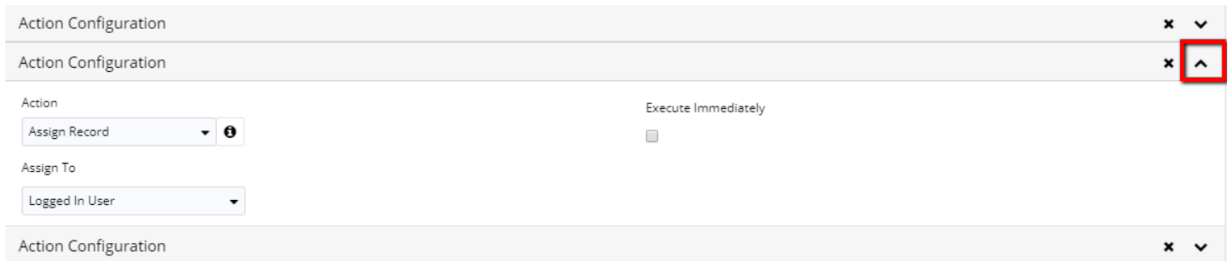 Action Configuration
Action Configuration
Action
Execute Immediately
Assign Record
Assign To
Logged In User
Action Configuration